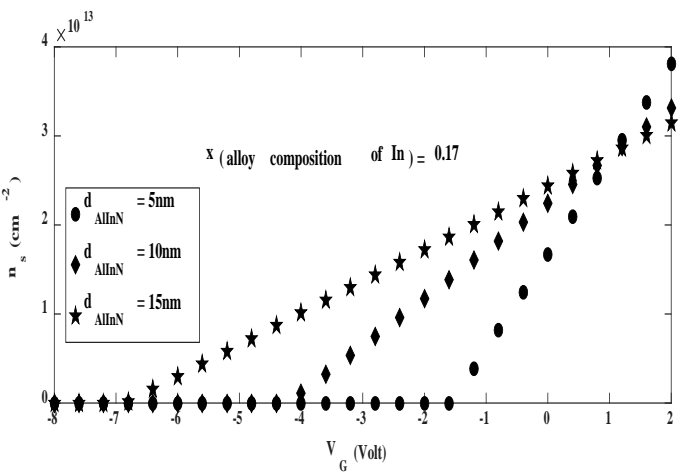 4 ×10 13
x (alloy composition of In) = 0.17
3
n s (cm -2)
2
1
0
d AlInN = 5nm
d AlInN = 10nm
d AlInN = 15nm
-8 -7 -6 -5 -4 -3 -2 -1 0 1 2
V G (Volt)